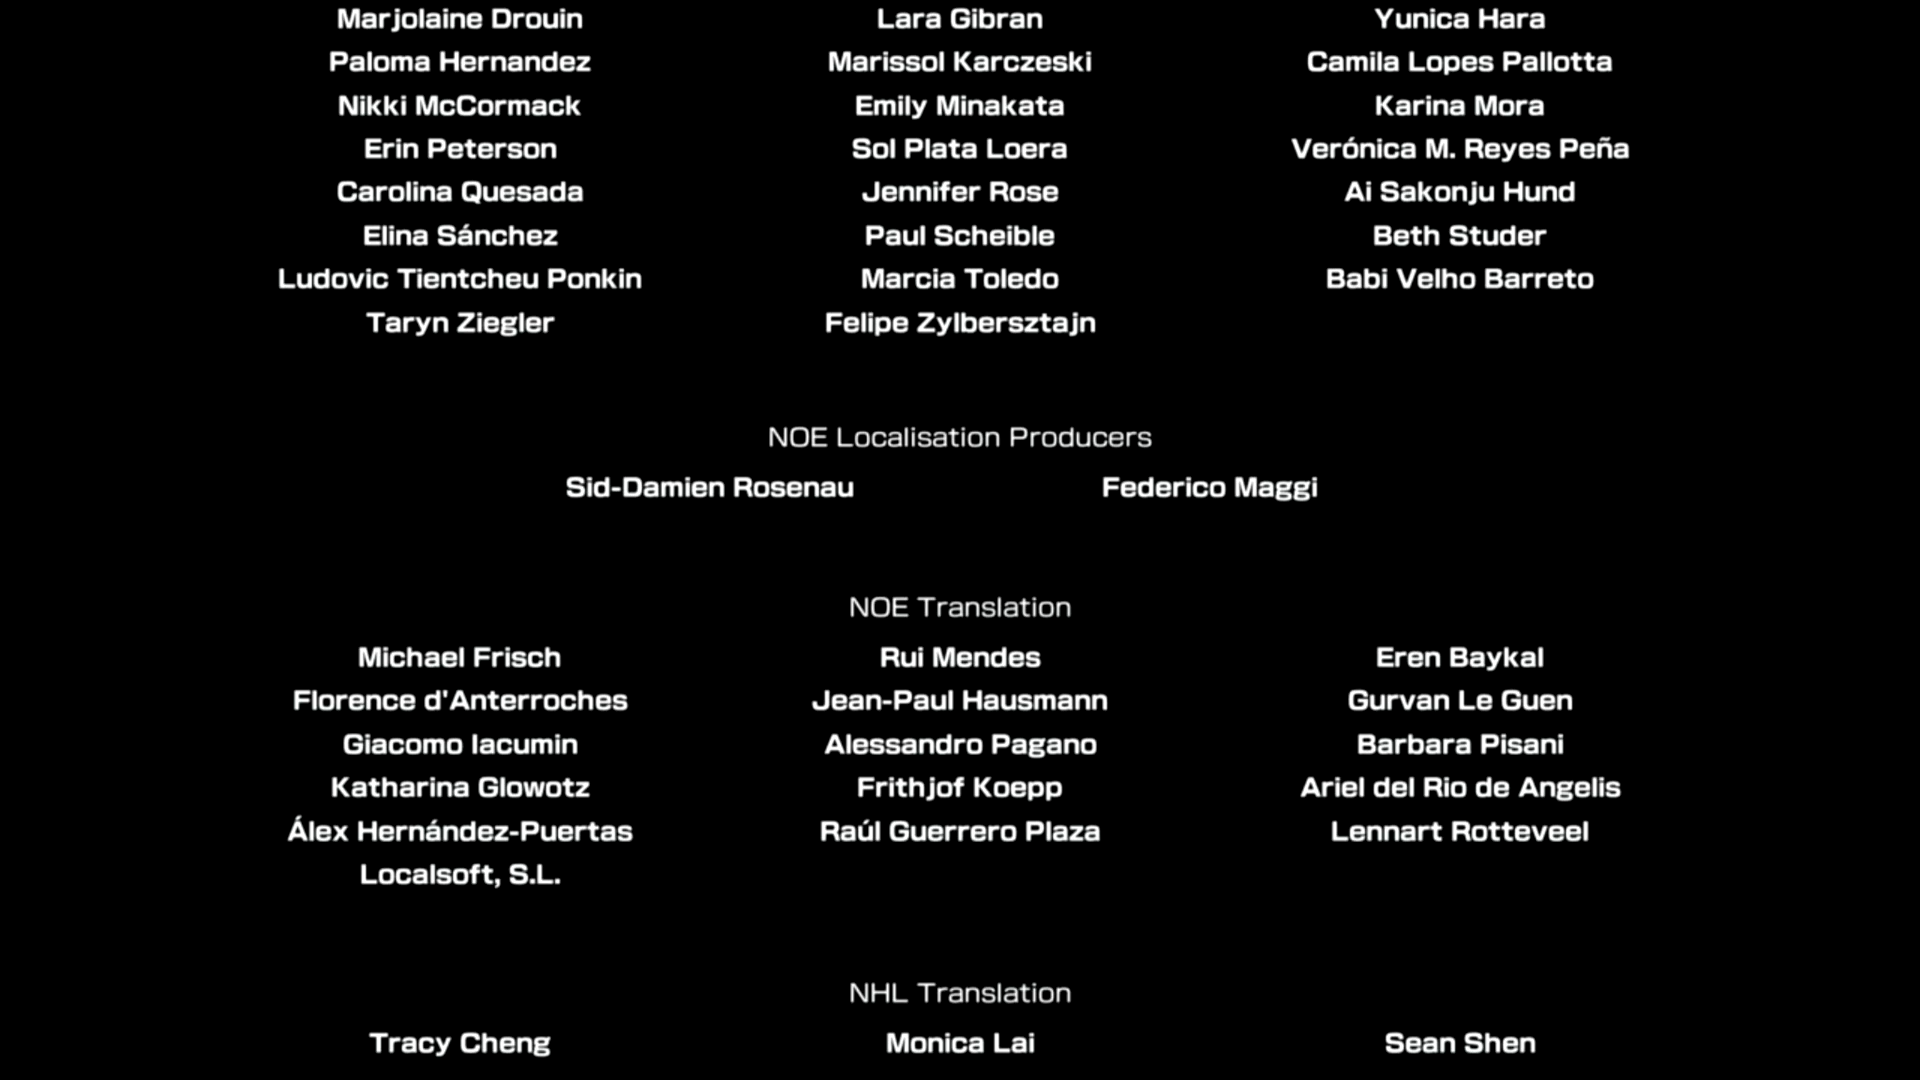 Marjolaine Drouin Lara Gibran Yunica Hara
Paloma Hernandez Marissol Karczeski Camila Lopes Pallotta
Nikki McCormack Emily Minakata Karina Mora
Erin Peterson Sol Plata Loera Verónica M. Reyes Peña
Carolina Quesada Jennifer Rose Ai Sakonju Hund
Elina Sánchez Paul Scheible Beth Studer
Ludovic Tientcheu Ponkin Marcia Toledo Babi Velho Barreto
Taryn Ziegler Felipe Zylbersztajn
NOE Localisation Producers
Sid-Damien Rosenau Federico Maggi
NOE Translation
Michael Frisch Rui Mendes Eren Baykal
Florence d'Anterroches Jean-Paul Hausmann Gurvan Le Guen
Giacomo Iacumin Alessandro Pagano Barbara Pisani
Katharina Glowotz Frithjof Koepp Ariel del Rio de Angelis
Álex Hernández-Puertas Raúl Guerrero Plaza Lennart Rotteveel
Localsoft, S.L.
NHL Translation
Tracy Cheng Monica Lai Sean Shen